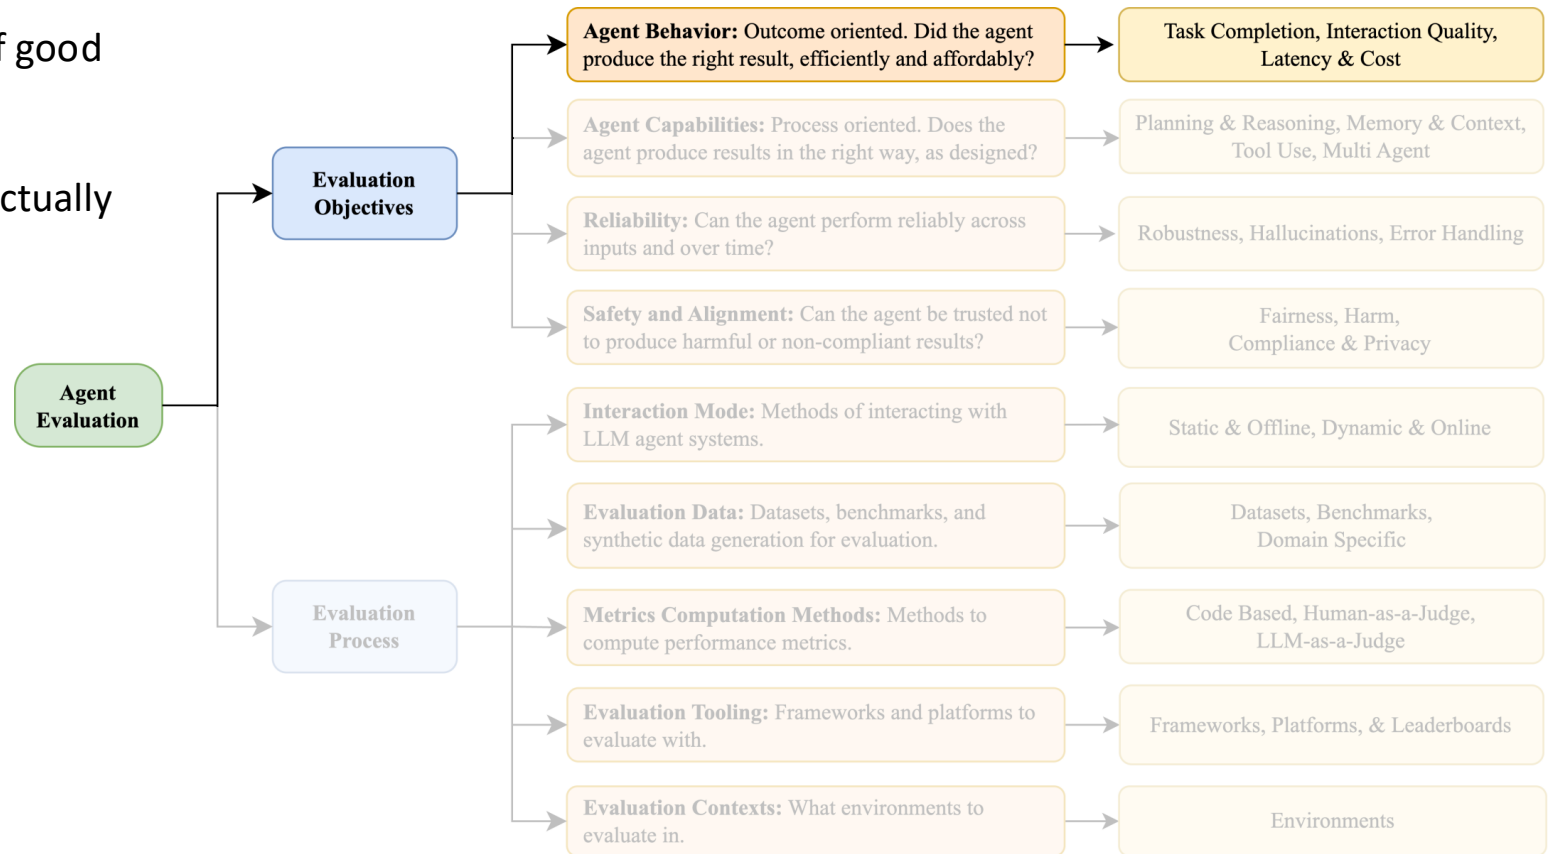 f good
ctually
Agent
Evaluation
Evaluation
Objectives
Agent Behavior: Outcome oriented. Did the agent
produce the right result, efficiently and affordably?
Task Completion, Interaction Quality,
Latency & Cost
Agent Capabilities: Process oriented. Does the
agent produce results in the right way, as designed?
Planning & Reasoning, Memory & Context,
Tool Use, Multi Agent
Reliability: Can the agent perform reliably across
inputs and over time?
Robustness, Hallucinations, Error Handling
Safety and Alignment: Can the agent be trusted not
to produce harmful or non-compliant results?
Fairness, Harm,
Compliance & Privacy
Evaluation
Process
Interaction Mode: Methods of interacting with
LLM agent systems.
Static & Offline, Dynamic & Online
Evaluation Data: Datasets, benchmarks, and
synthetic data generation for evaluation.
Datasets, Benchmarks,
Domain Specific
Metrics Computation Methods: Methods to
compute performance metrics.
Code Based, Human-as-a-Judge,
LLM-as-a-Judge
Evaluation Tooling: Frameworks and platforms to
evaluate with.
Frameworks, Platforms, & Leaderboards
Evaluation Contexts: What environments to
evaluate in.
Environments